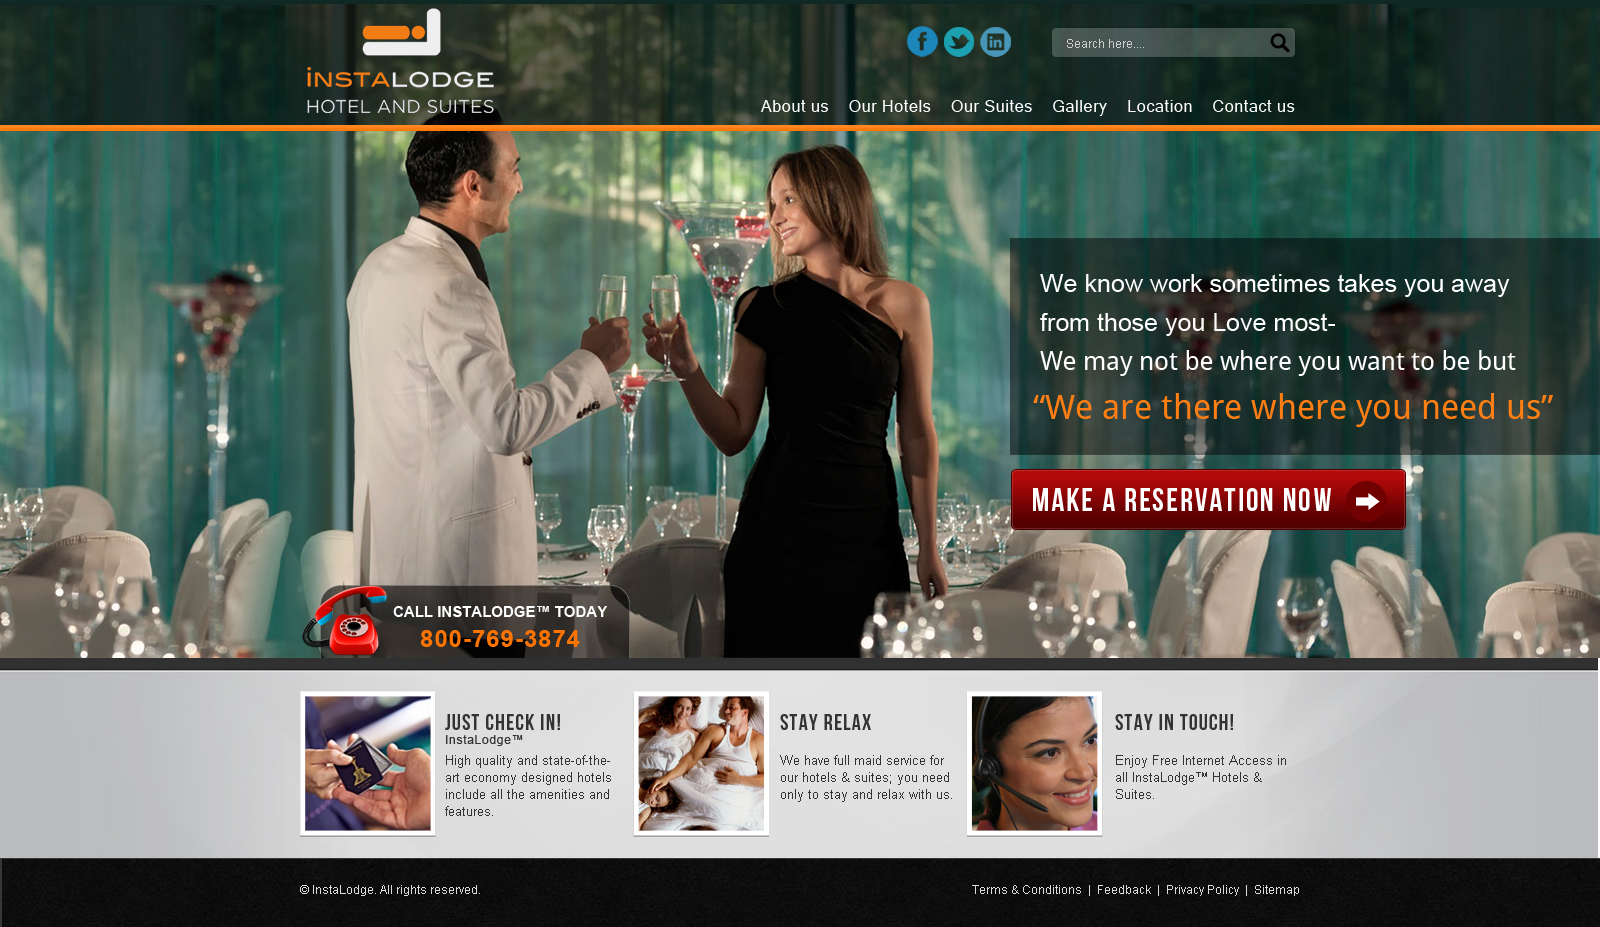 iNSTALODGE
HOTEL AND SUITES
Search here....
About us Our Hotels Our Suites Gallery Location Contact us
We know work sometimes takes you away
from those you Love most-
We may not be where you want to be but
“We are there where you need us”
MAKE A RESERVATION NOW
CALL INSTALODGE™ TODAY
800-769-3874
JUST CHECK IN!
InstaLodge™
High quality and state-of-the-
art economy designed hotels
include all the amenities and
features.
STAY RELAX
We have full maid service for
our hotels & suites; you need
only to stay and relax with us.
STAY IN TOUCH!
Enjoy Free Internet Access in
all InstaLodge™ Hotels &
Suites.
© InstaLodge. All rights reserved.
Terms & Conditions | Feedback | Privacy Policy | Sitemap